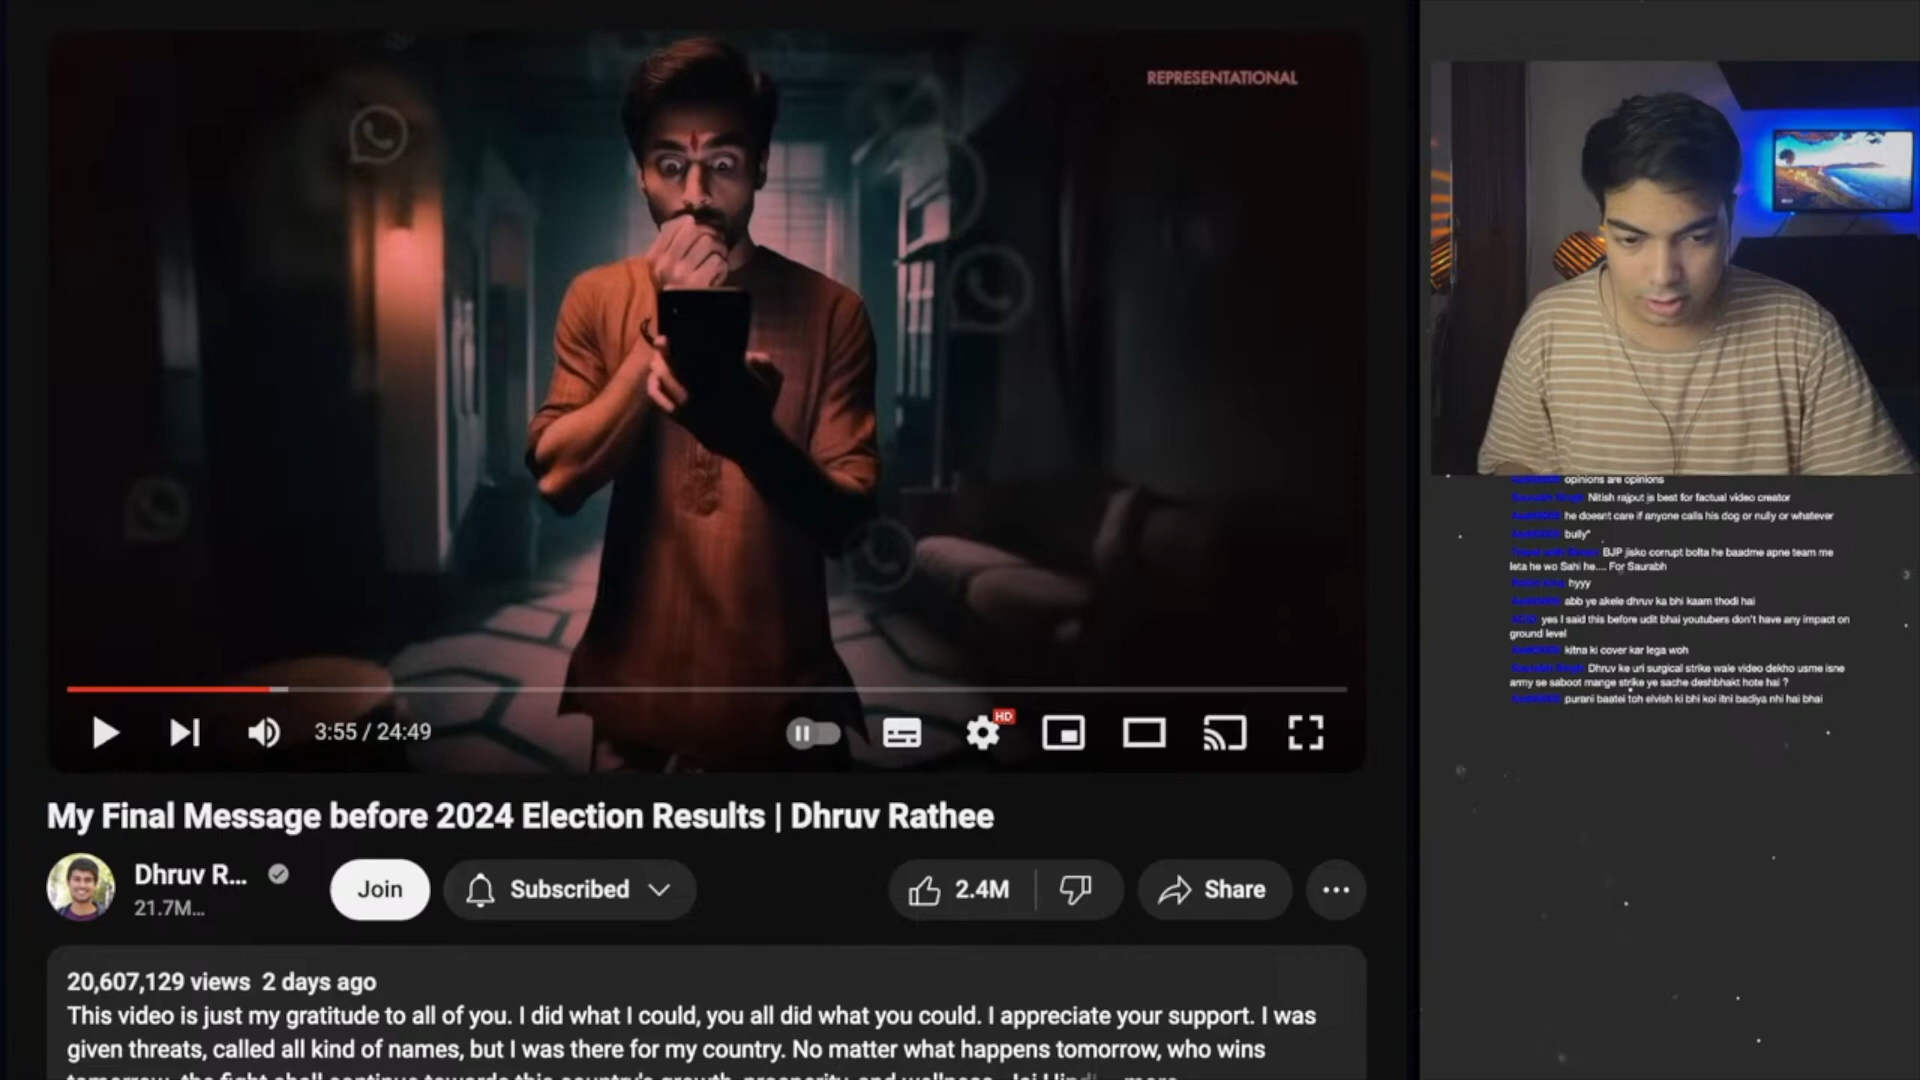 REPRESENTATIONAL
HD
3:55 / 24:49
My Final Message before 2024 Election Results | Dhruv Rathee
Dhruv R...
21.7M...
Join
Subscribed
2.4M
Share
20,607,129 views 2 days ago
This video is just my gratitude to all of you. I did what I could, you all did what you could. I appreciate your support. I was
given threats, called all kind of names, but I was there for my country. No matter what happens tomorrow, who wins
opinions are opinions
Nitish rajput is best for factual video creator
he doesnt care if anyone calls his dog or nully or whatever
bully*
BJP jisko corrupt bolta he baadme apne team me
leta he wo Sahi he.... For Saurabh
hyyy
abb ye akele dhruv ka bhi kaam thodi hai
yes I said this before udit bhai youtubers don't have any impact on
ground level
kitna ki cover kar lega woh
Dhruv ke uri surgical strike wale video dekho usme isne
army se saboot mange strike ye sache deshbhakt hote hai ?
purani baatei toh elvish ki bhi koi itni badiya nhi hai bhai